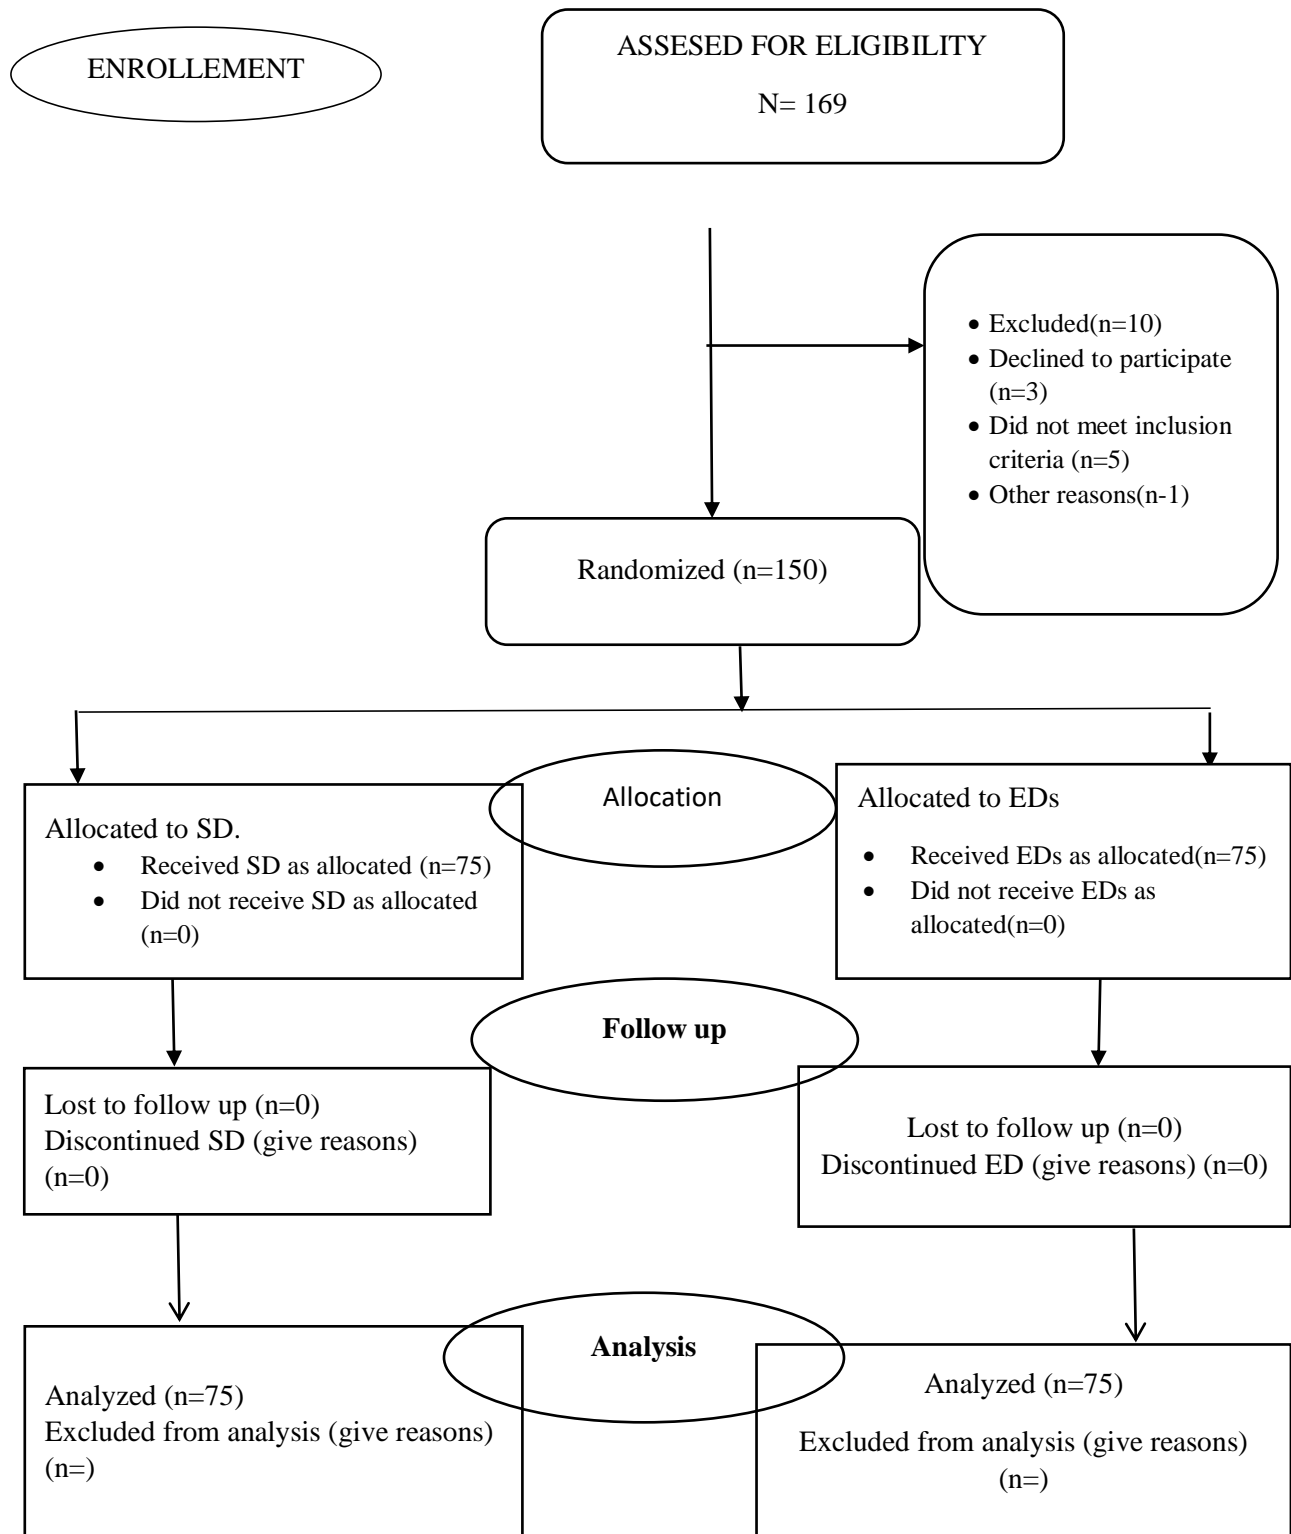 ENROLLEMENT
ASSESED FOR ELIGIBILITY
N= 169
• Excluded(n=10)
• Declined to participate
(n=3)
• Did not meet inclusion
criteria (n=5)
• Other reasons(n-1)
Randomized (n=150)
Allocation
Allocated to SD.
• Received SD as allocated (n=75)
• Did not receive SD as allocated
(n=0)
Allocated to EDs
• Received EDs as allocated(n=75)
• Did not receive EDs as
allocated(n=0)
Follow up
Lost to follow up (n=0)
Discontinued SD (give reasons)
(n=0)
Lost to follow up (n=0)
Discontinued ED (give reasons) (n=0)
Analysis
Analyzed (n=75)
Excluded from analysis (give reasons)
(n=)
Analyzed (n=75)
Excluded from analysis (give reasons)
(n=)